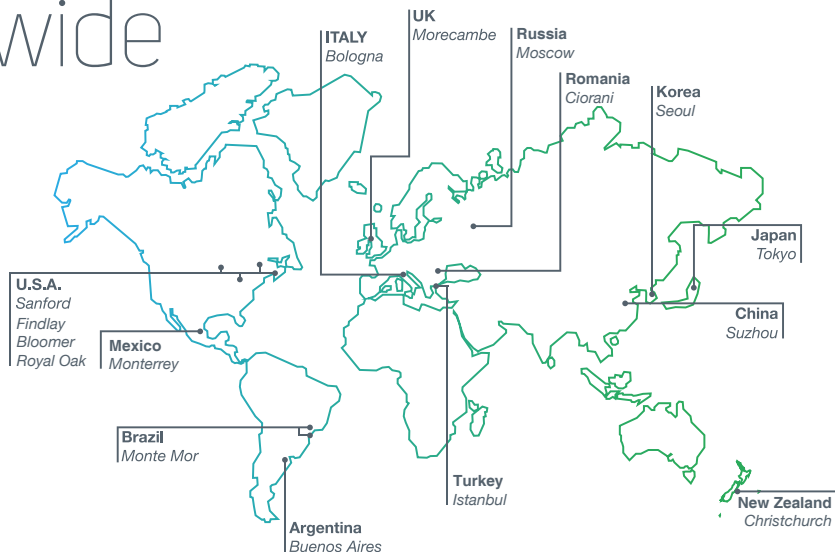 wide
ITALY
Bologna
UK
Morecambe
Russia
Moscow
Romania
Ciorani
Korea
Seoul
Japan
Tokyo
China
Suzhou
U.S.A.
Sanford
Findlay
Bloomer
Royal Oak
Mexico
Monterrey
Brazil
Monte Mor
Turkey
Istanbul
Argentina
Buenos Aires
New Zealand
Christchurch